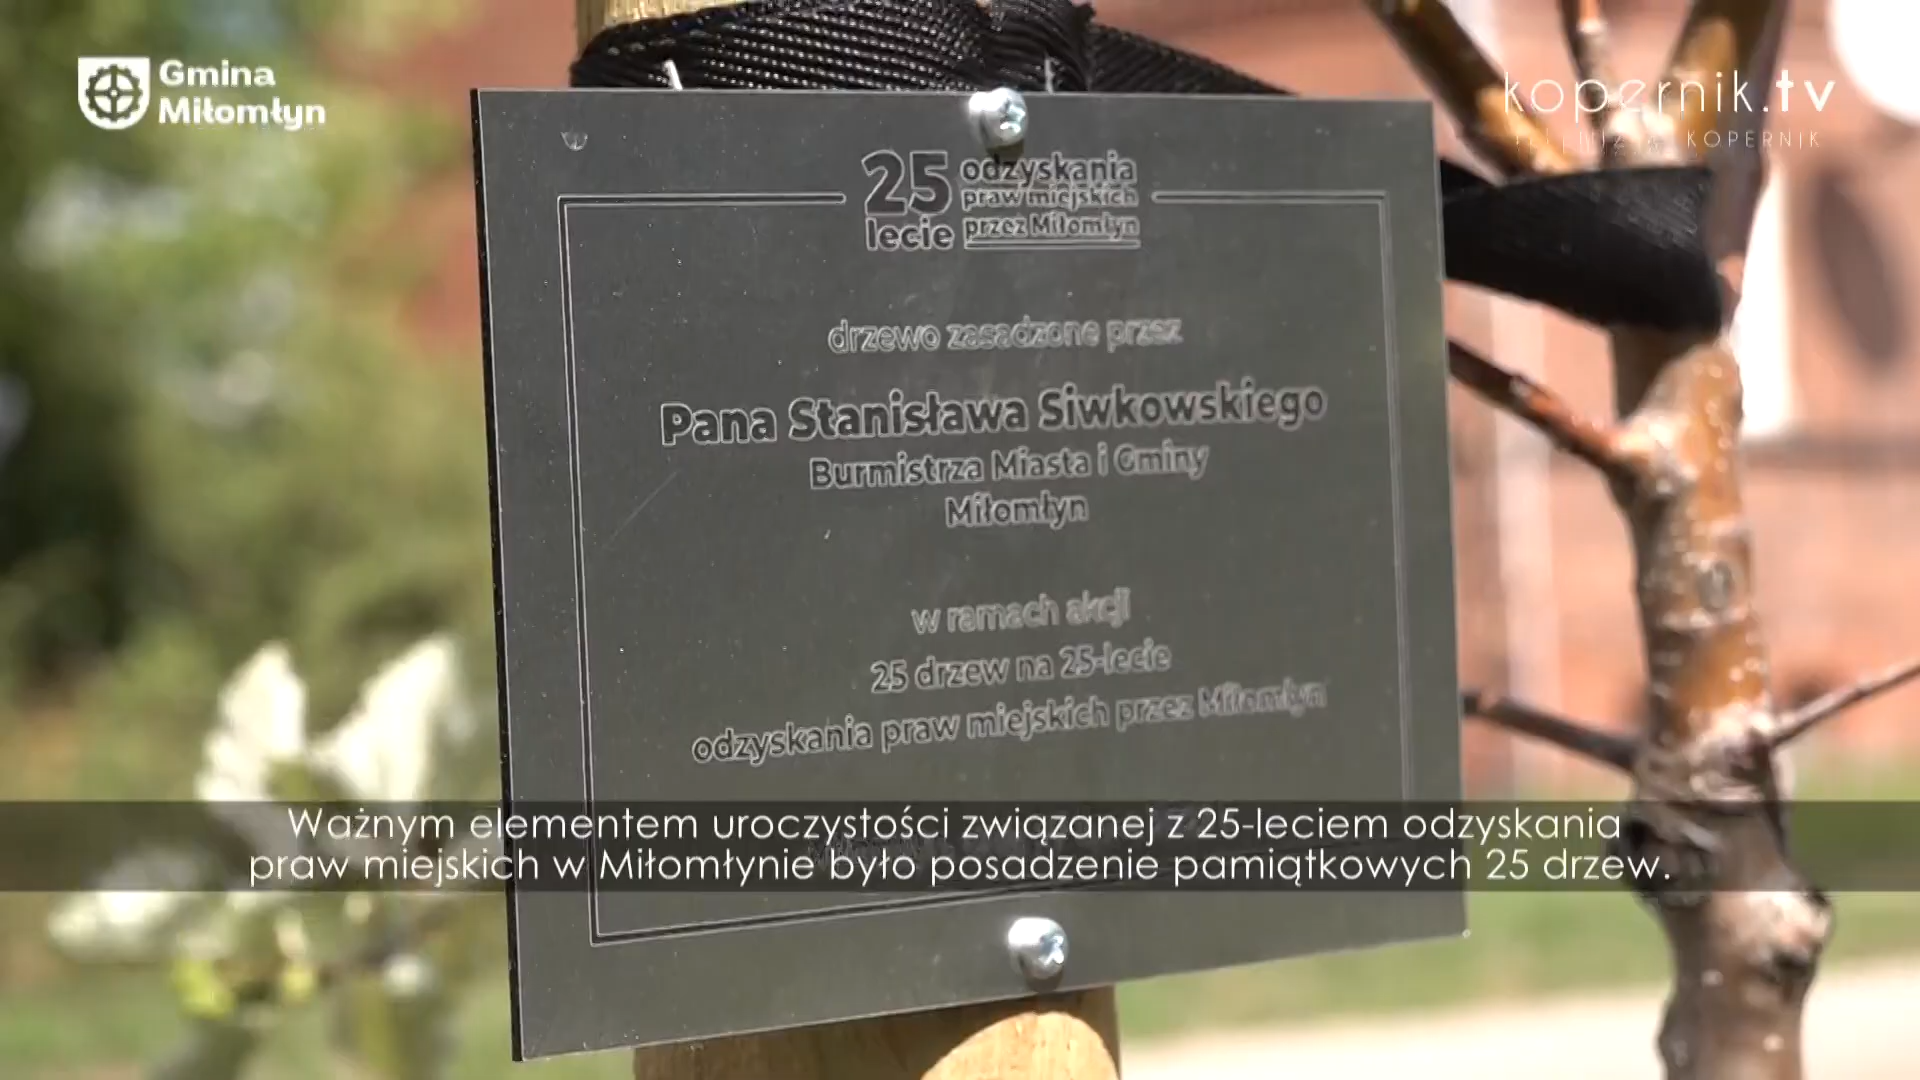 Gmina
Miłomłyn
kopernik.tv
KOPERNIK
25 lecie
odzyskania
praw miejskich
przez Miłomłyn
drzewo zasadzone przez
Pana Stanisława Siwkowskiego
Burmistrza Miasta i Gminy
Miłomłyn
w ramach akcji
25 drzew na 25-lecie
odzyskania praw miejskich przez Miłomłyn
Ważnym elementem uroczystości związanej z 25-leciem odzyskania
praw miejskich w Miłomłynie było posadzenie pamiątkowych 25 drzew.